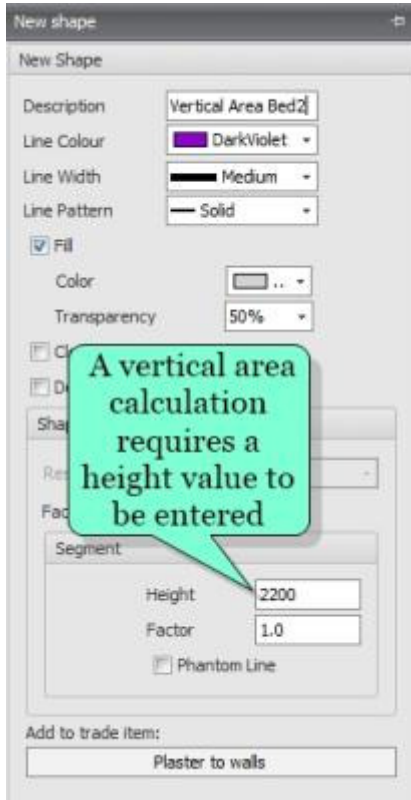 New shape
New Shape
Description Vertical Area Bed2
Line Colour DarkViolet
Line Width Medium
Line Pattern Solid
Fill
Color ..
Transparency 50%
A vertical area
calculation
requires a
height value to
be entered
Segment
Height 2200
Factor 1.0
Phantom Line
Add to trade item:
Plaster to walls